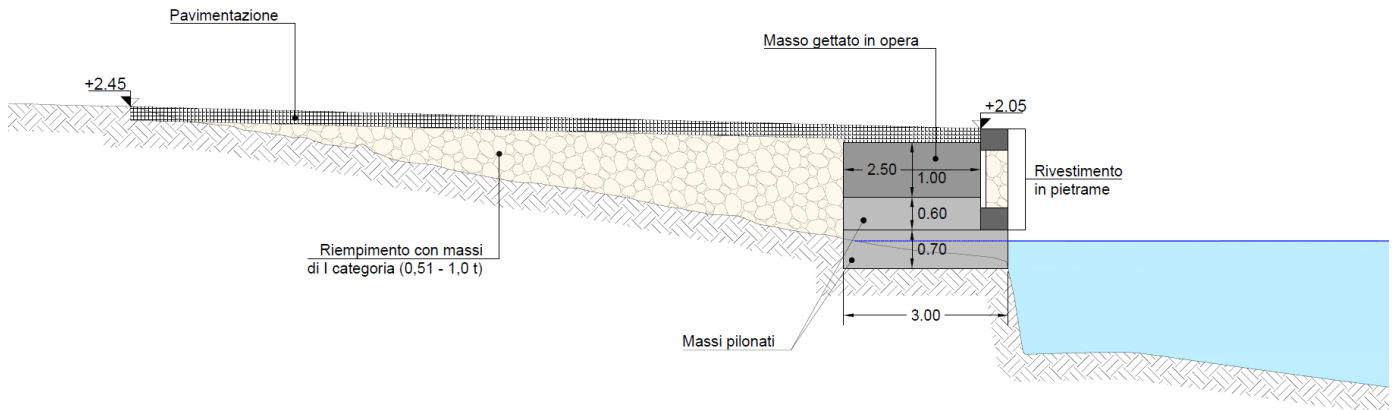 Pavimentazione
Masso gettato in opera
+2.45
+2.05
2.50
1.00
Rivestimento
in pietrame
0.60
0.70
Riempimento con massi
di I categoria (0,51 - 1,0 t)
3.00
Massi pilonati